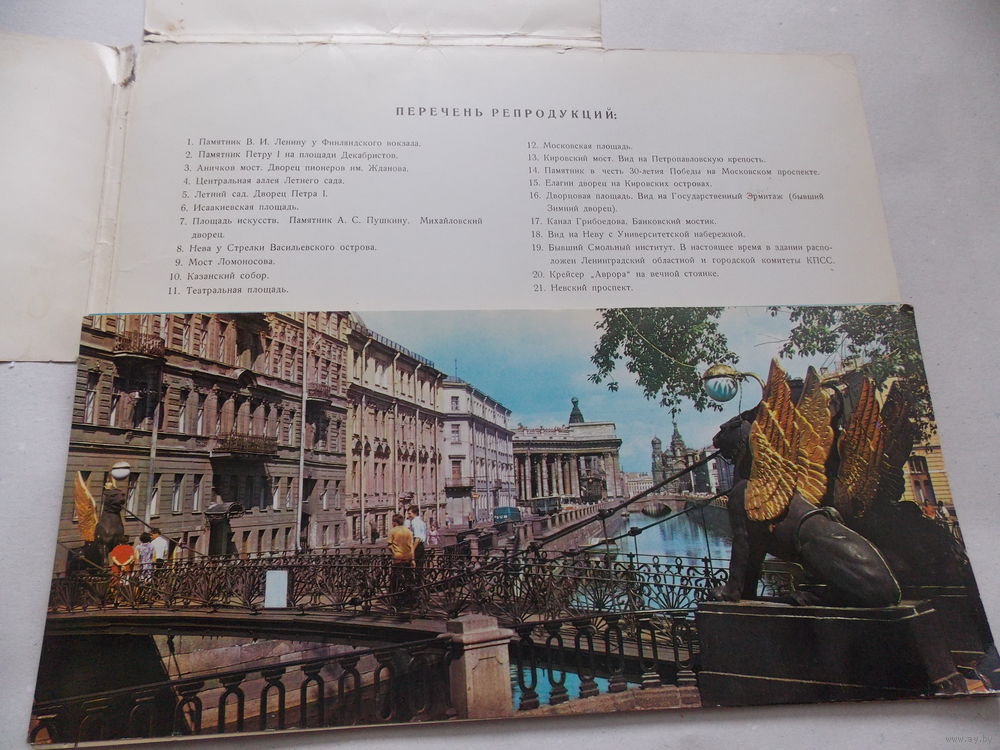 ПЕРЕЧЕНЬ РЕПРОДУКЦИЙ:
1. Памятник В. И. Ленину у Финляндского вокзала.
2. Памятник Петру I на площади Декабристов.
3. Аничков мост. Дворец пионеров им. Жданова.
4. Центральная аллея Летнего сада.
5. Летний сад. Дворец Петра I.
6. Исаакиевская площадь.
7. Площадь искусств. Памятник А. С. Пушкину. Михайловский
дворец.
8. Нева у Стрелки Васильевского острова.
9. Мост Ломоносова.
10. Казанский собор.
11. Театральная площадь.
12. Московская площадь.
13. Кировский мост. Вид на Петропавловскую крепость.
14. Памятник в честь 30-летия Победы на Московском проспекте.
15. Елагин дворец на Кировских островах.
16. Дворцовая площадь. Вид на Государственный Эрмитаж (бывший
Зимний дворец).
17. Канал Грибоедова. Банковский мостик.
18. Вид на Неву с Университетской набережной.
19. Бывший Смольный институт. В настоящее время в здании распо-
ложен Ленинградский областной и городской комитеты КПСС.
20. Крейсер „Аврора" на вечной стоянке.
21. Невский проспект.
www.ay.by